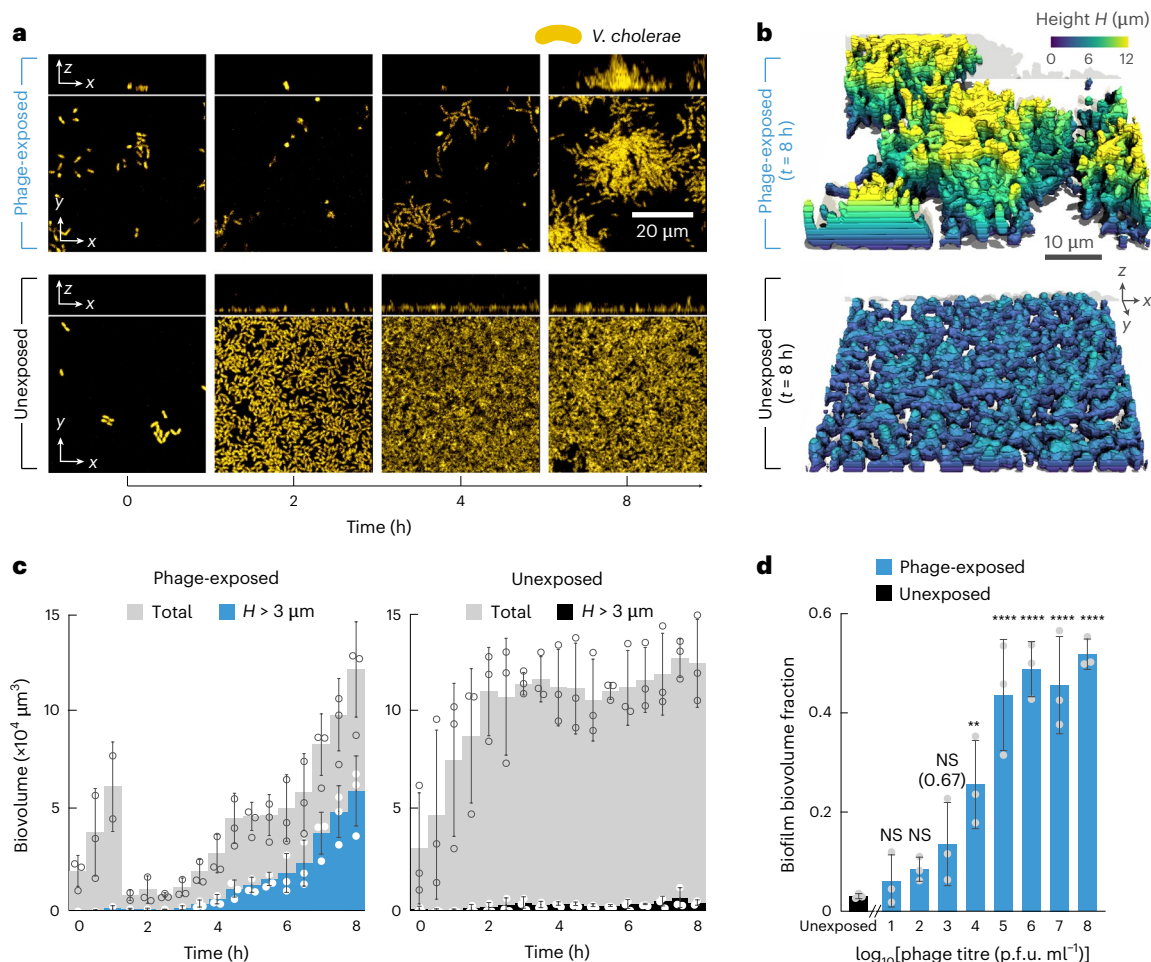 a
V. cholerae
Phage-exposed
z
x
y
x
20 µm
Unexposed
z
x
y
x
0
2
4
8
Time (h)
b
Height H (µm)
0
6
12
Phage-exposed
(t = 8 h)
10 µm
z
x
y
Unexposed
(t = 8 h)
c
Phage-exposed
Total
H > 3 µm
Biovolume (×10⁴ µm³)
15
10
5
0
0
2
4
6
8
Time (h)
Unexposed
Total
H > 3 µm
15
10
5
0
0
2
4
6
8
Time (h)
d
Phage-exposed
Unexposed
Biofilm biovolume fraction
0.6
0.4
0.2
0
NS
NS
NS
(0.67)
**
****
****
****
****
Unexposed
1
2
3
4
5
6
7
8
log₁₀[phage titre (p.f.u. ml⁻¹)]